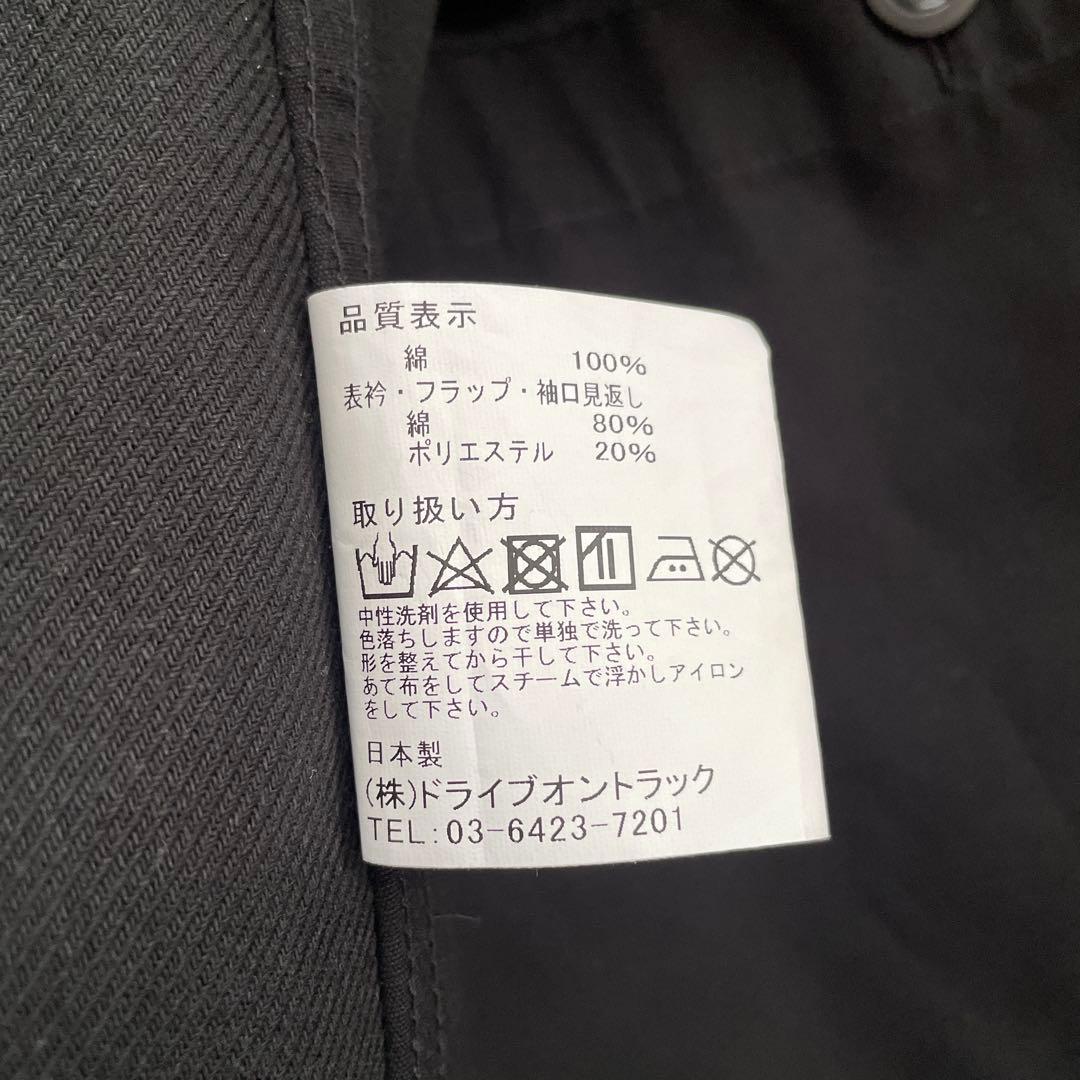 品質表示
綿 100%
表衿・フラップ・袖口見返し
綿 80%
ポリエステル 20%
取り扱い方
中性洗剤を使用して下さい。
色落ちしますので単独で洗って下さい。
形を整えてから干して下さい。
あて布をしてスチームで浮かしアイロン
をして下さい。
日本製
(株)ドライブオントラック
TEL:03-6423-7201